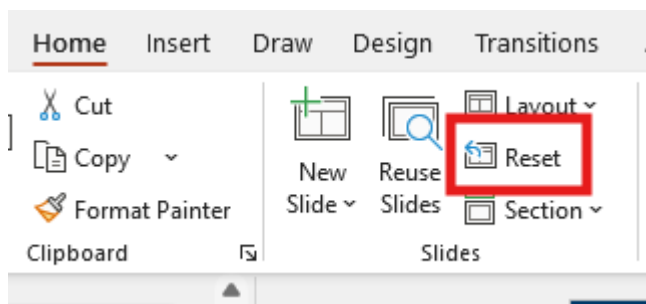 Home Insert Draw Design Transitions
Cut
Copy
Format Painter
Clipboard
New
Slide
Reuse
Slides
Layout
Reset
Section
Slides